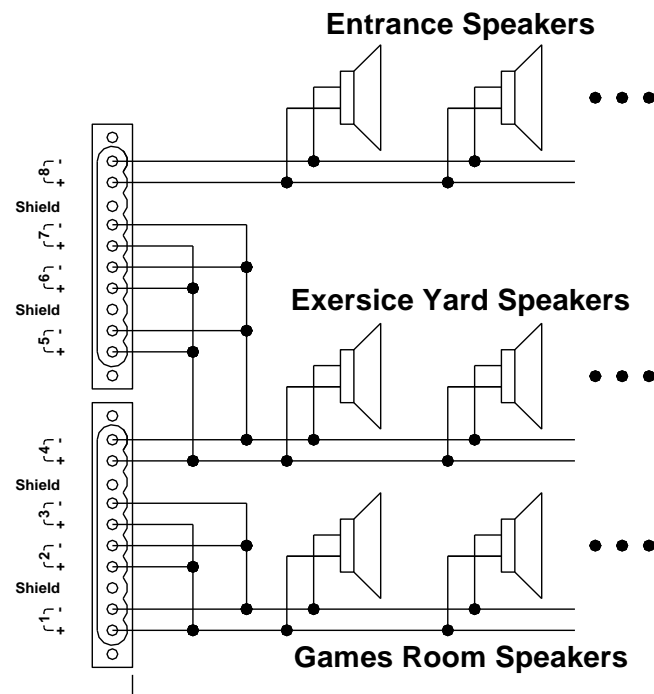 Entrance Speakers
8 -
+
Shield
7 -
+
6 -
+
Exersice Yard Speakers
Shield
5 -
+
4 -
+
Shield
3 -
+
2 -
+
Shield
1 -
+
Games Room Speakers